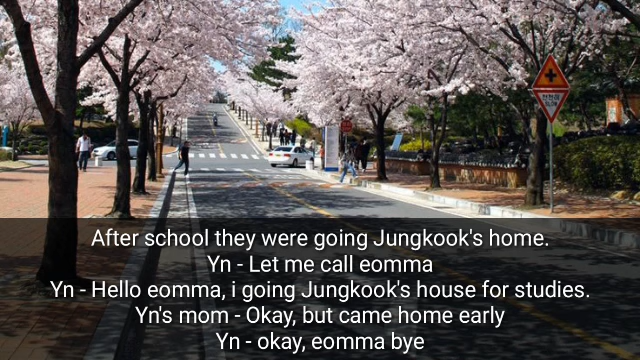 After school they were going Jungkook's home.
Yn - Let me call eomma
Yn - Hello eomma, i going Jungkook's house for studies.
Yn's mom - Okay, but came home early
Yn - okay, eomma bye